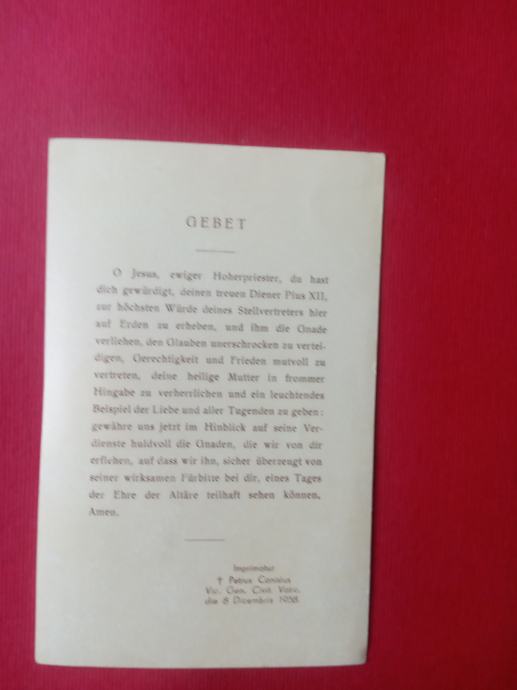 GEBET
O Jesus, ewiger Hoherpriester, du hast
dich gewürdigt, deinen treuen Diener Pius XII,
zur höchsten Würde deines Stellvertreters hier
auf Erden zu erheben, und ihm die Gnade
verliehen, den Glauben unerschrocken zu vertei-
digen, Gerechtigkeit und Frieden mutvoll zu
vertreten, deine heilige Mutter in frommer
Hingabe zu verherrlichen und ein leuchtendes
Beispiel der Liebe und aller Tugenden zu geben:
gewähre uns jetzt im Hinblick auf seine Ver-
dienste huldvoll die Gnaden, die wir von dir
erflehen, auf dass wir ihn, sicher überzeugt von
seiner wirksamen Fürbitte bei dir, eines Tages
der Ehre der Altäre teilhaft sehen können.
Amen.
Imprimatur
† Petrus Canisius
Vic. Gen. Civit. Vatic.
die 8 Dicembris 1958.